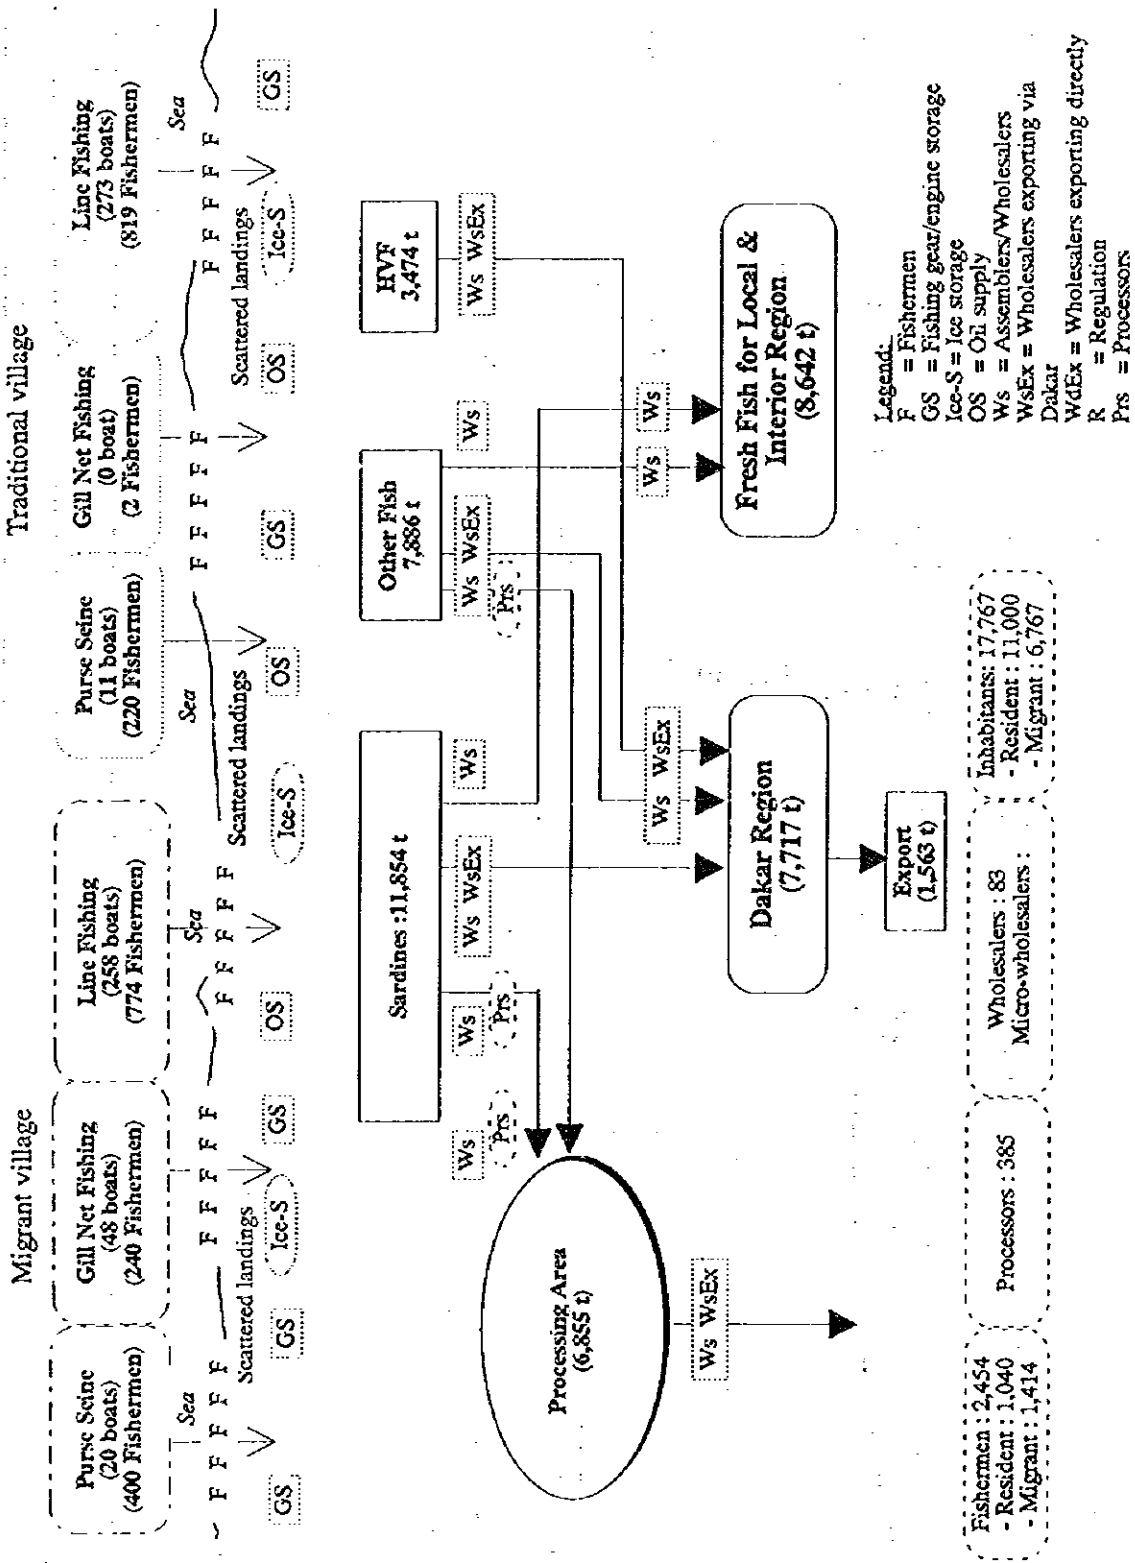 Migrant village
Traditional village
Purse Seine
(20 boats)
(400 Fishermen)
Gill Net Fishing
(48 boats)
(240 Fishermen)
Line Fishing
(258 boats)
(774 Fishermen)
Purse Seine
(11 boats)
(220 Fishermen)
Gill Net Fishing
(0 boat)
(2 Fishermen)
Line Fishing
(273 boats)
(819 Fishermen)
Sea
Sea
Sea
Sea
F F F F F
F F F F F
F F F F F
F F F F F
F F F F F
Scattered landings
Scattered landings
Scattered landings
GS
GS
Ice-S
GS
OS
Ice-S
OS
GS
OS
Ice-S
GS
Sardines :11,854 t
Other Fish
7,886 t
HVF
3,474 t
Ws
Prs
Ws
Prs
Ws WsEx
Ws
Ws WsEx
Prs
Ws
Ws WsEx
Processing Area
(6,855 t)
Ws WsEx
Ws WsEx
Ws
Ws
Dakar Region
(7,717 t)
Fresh Fish for Local &
Interior Region
(8,642 t)
Export
(1,563 t)
Legend:
F = Fishermen
GS = Fishing gear/engine storage
Ice-S = Ice storage
OS = Oil supply
Ws = Assemblers/Wholesalers
WsEx = Wholesalers exporting via
Dakar
WdEx = Wholesalers exporting directly
R = Regulation
Prs = Processors
Fishermen : 2,454
- Resident : 1,040
- Migrant : 1,414
Processors : 385
Wholesalers : 83
Micro-wholesalers :
Inhabitants: 17,767
- Resident : 11,000
- Migrant : 6,767